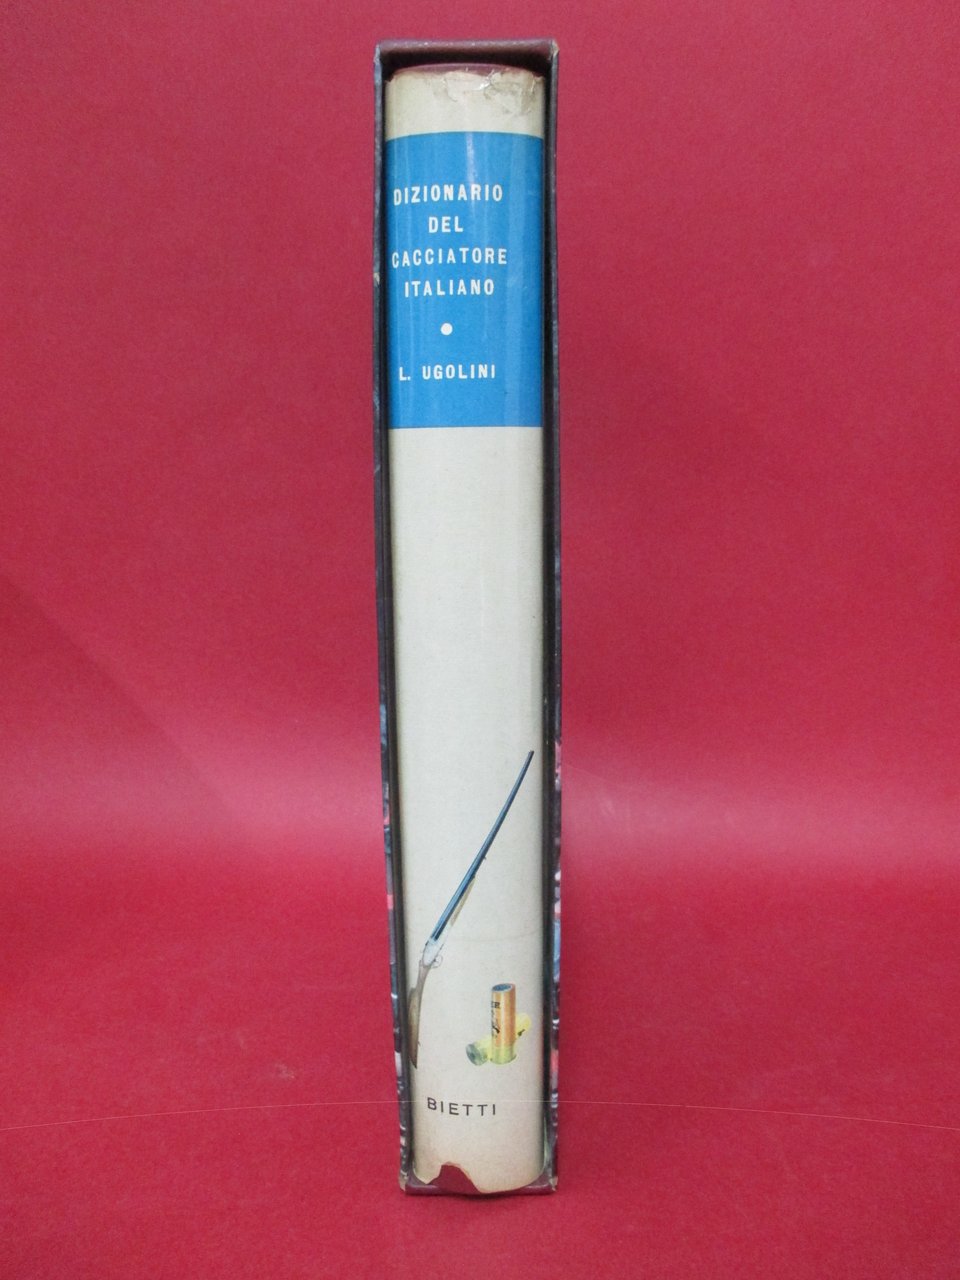 DIZIONARIO
DEL
CACCIATORE
ITALIANO
L. UGOLINI
BIETTI